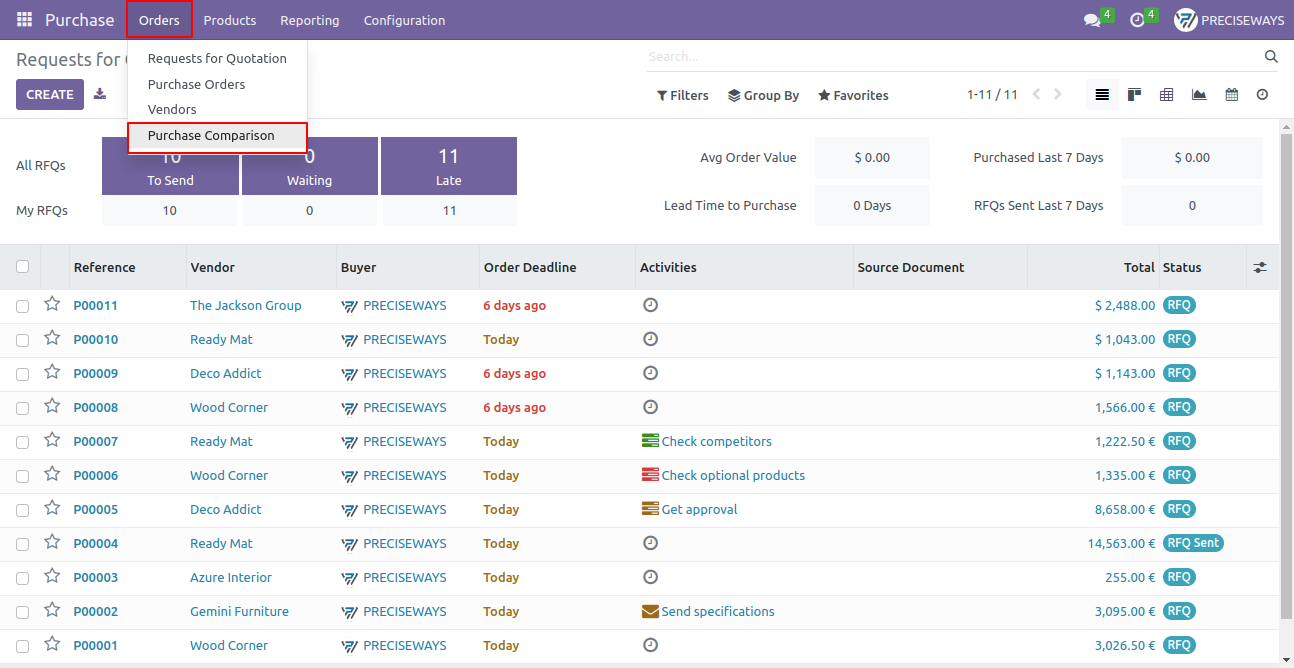 Purchase Orders Products Reporting Configuration 4 4 PRECISEWAYS
Requests for
Search...
Requests for Quotation
Purchase Orders
Vendors
Purchase Comparison
CREATE
Filters Group By Favorites 1-11 / 11
All RFQs
10 To Send
0 Waiting
11 Late
My RFQs 10 0 11
Avg Order Value $ 0.00 Purchased Last 7 Days $ 0.00
Lead Time to Purchase 0 Days RFQs Sent Last 7 Days 0
Reference Vendor Buyer Order Deadline Activities Source Document Total Status
P00011 The Jackson Group PRECISEWAYS 6 days ago $ 2,488.00 RFQ
P00010 Ready Mat PRECISEWAYS Today $ 1,043.00 RFQ
P00009 Deco Addict PRECISEWAYS 6 days ago $ 1,143.00 RFQ
P00008 Wood Corner PRECISEWAYS 6 days ago 1,566.00 € RFQ
P00007 Ready Mat PRECISEWAYS Today Check competitors 1,222.50 € RFQ
P00006 Wood Corner PRECISEWAYS Today Check optional products 1,335.00 € RFQ
P00005 Deco Addict PRECISEWAYS Today Get approval 8,658.00 € RFQ
P00004 Ready Mat PRECISEWAYS Today 14,563.00 € RFQ Sent
P00003 Azure Interior PRECISEWAYS Today 255.00 € RFQ
P00002 Gemini Furniture PRECISEWAYS Today Send specifications 3,095.00 € RFQ
P00001 Wood Corner PRECISEWAYS Today 3,026.50 € RFQ